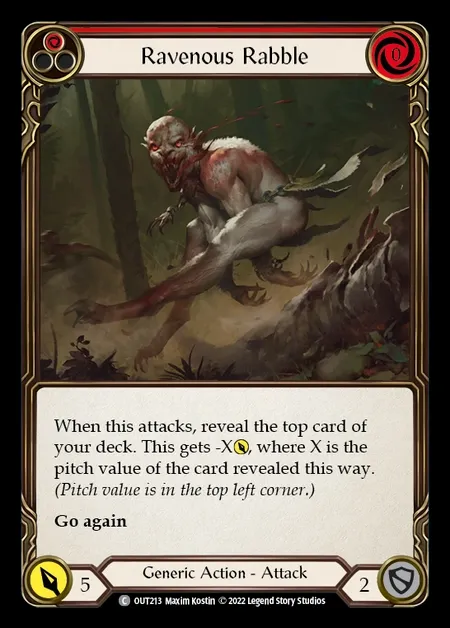 Ravenous Rabble
0
When this attacks, reveal the top card of
your deck. This gets -X, where X is the
pitch value of the card revealed this way.
(Pitch value is in the top left corner.)
Go again
5
Generic Action - Attack
2
C OUT213 Maxim Kostin ©2022 Legend Story Studios